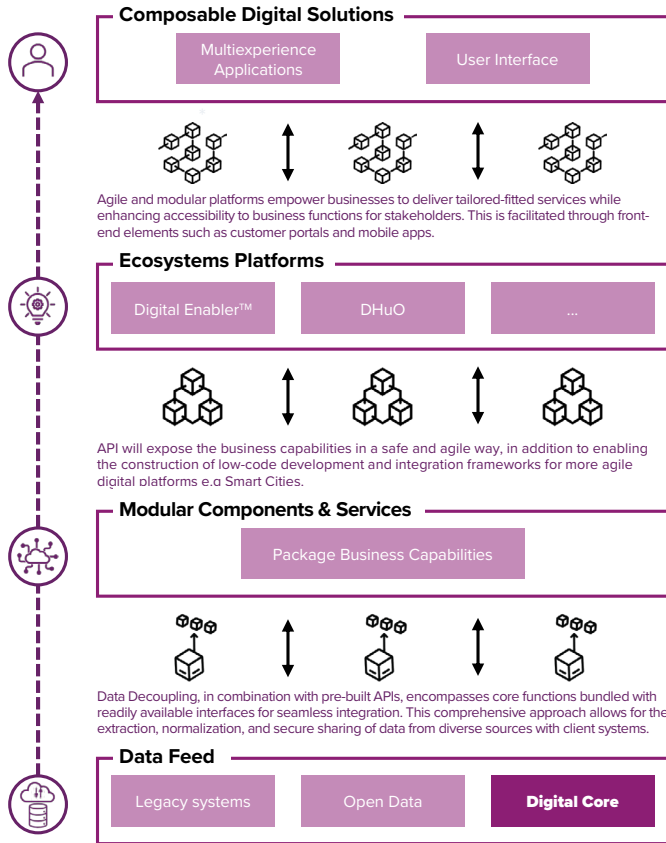 Composable Digital Solutions
Multiexperience
Applications
User Interface
Agile and modular platforms empower businesses to deliver tailored-fitted services while
enhancing accessibility to business functions for stakeholders. This is facilitated through front-
end elements such as customer portals and mobile apps.
Ecosystems Platforms
Digital Enabler™
DHuO
...
API will expose the business capabilities in a safe and agile way, in addition to enabling
the construction of low-code development and integration frameworks for more agile
digital platforms e.g Smart Cities.
Modular Components & Services
Package Business Capabilities
Data Decoupling, in combination with pre-built APIs, encompasses core functions bundled with
readily available interfaces for seamless integration. This comprehensive approach allows for the
extraction, normalization, and secure sharing of data from diverse sources with client systems.
Data Feed
Legacy systems
Open Data
Digital Core